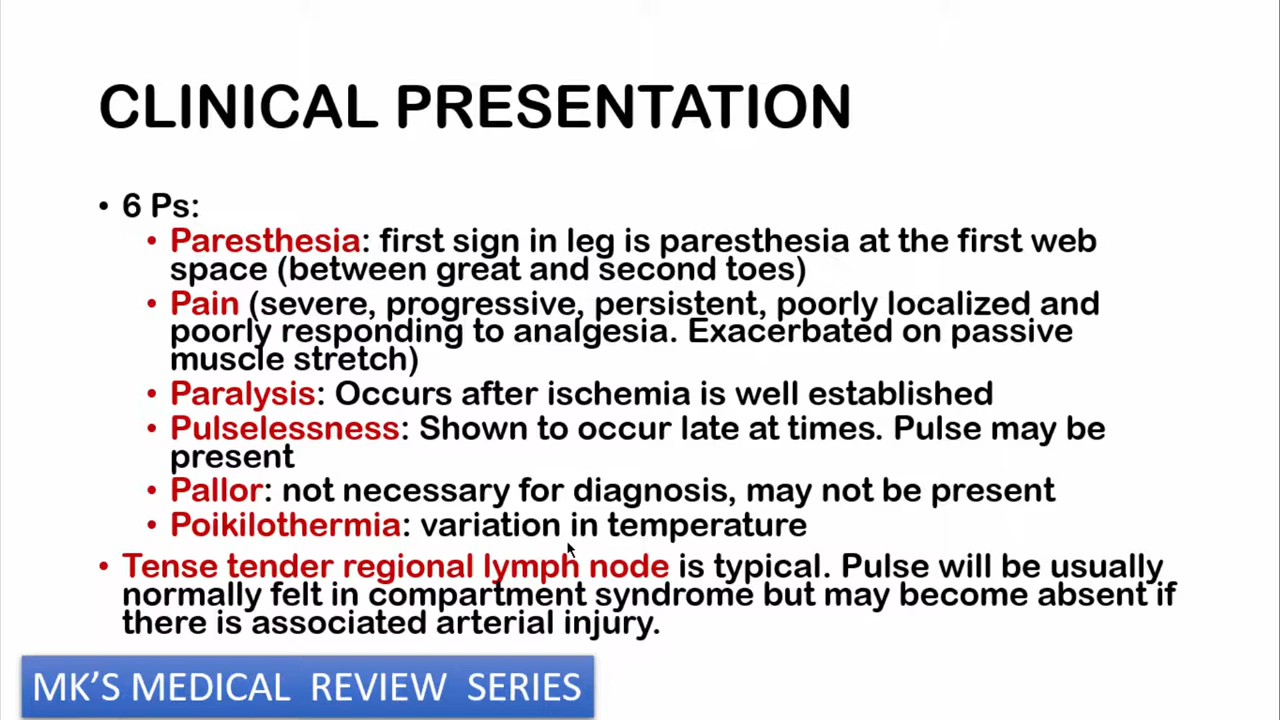 CLINICAL PRESENTATION
• 6 Ps:
• Paresthesia: first sign in leg is paresthesia at the first web
space (between great and second toes)
• Pain (severe, progressive, persistent, poorly localized and
poorly responding to analgesia. Exacerbated on passive
muscle stretch)
• Paralysis: Occurs after ischemia is well established
• Pulselessness: Shown to occur late at times. Pulse may be
present
• Pallor: not necessary for diagnosis, may not be present
• Poikilothermia: variation in temperature
• Tense tender regional lymph node is typical. Pulse will be usually
normally felt in compartment syndrome but may become absent if
there is associated arterial injury.
MK'S MEDICAL REVIEW SERIES